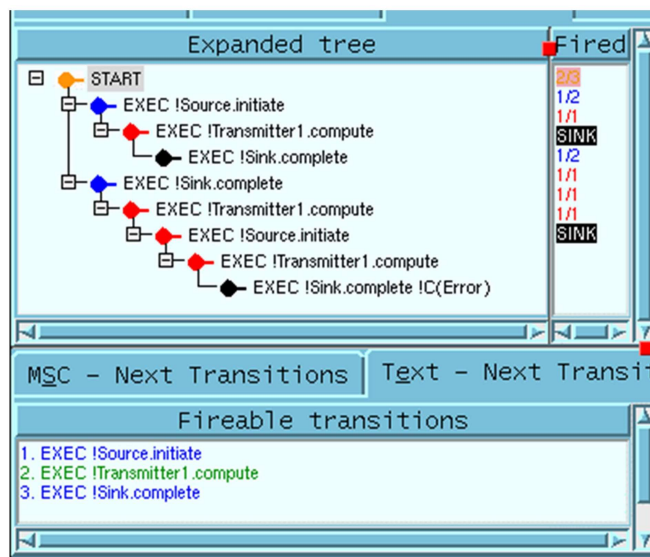 Expanded tree
Fired
START
2/3
EXEC !Source.initiate
1/2
EXEC !Transmitter1.compute
1/1
EXEC !Sink.complete
SINK
EXEC !Sink.complete
1/2
EXEC !Transmitter1.compute
1/1
EXEC !Source.initiate
1/1
EXEC !Transmitter1.compute
1/1
EXEC !Sink.complete !C(Error)
SINK
MSC - Next Transitions
Text - Next Transit
Fireable transitions
1. EXEC !Source.initiate
2. EXEC !Transmitter1.compute
3. EXEC !Sink.complete